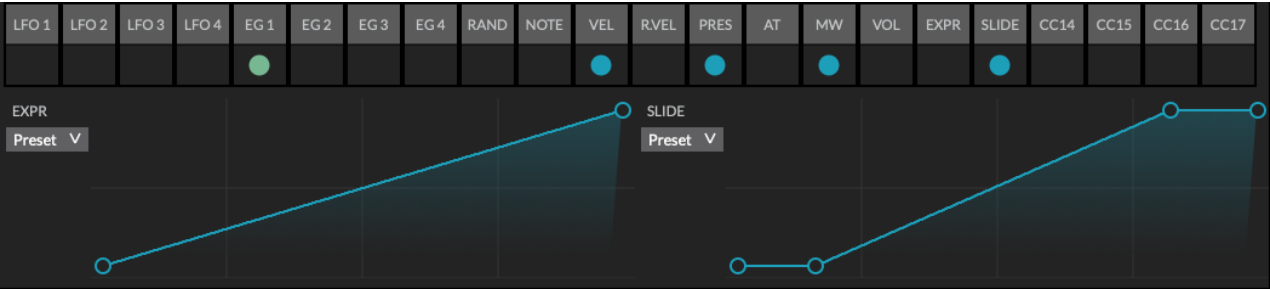 LFO 1 LFO 2 LFO 3 LFO 4 EG 1 EG 2 EG 3 EG 4 RAND NOTE VEL R.VEL PRES AT MW VOL EXPR SLIDE CC14 CC15 CC16 CC17
EXPR SLIDE
Preset V Preset V